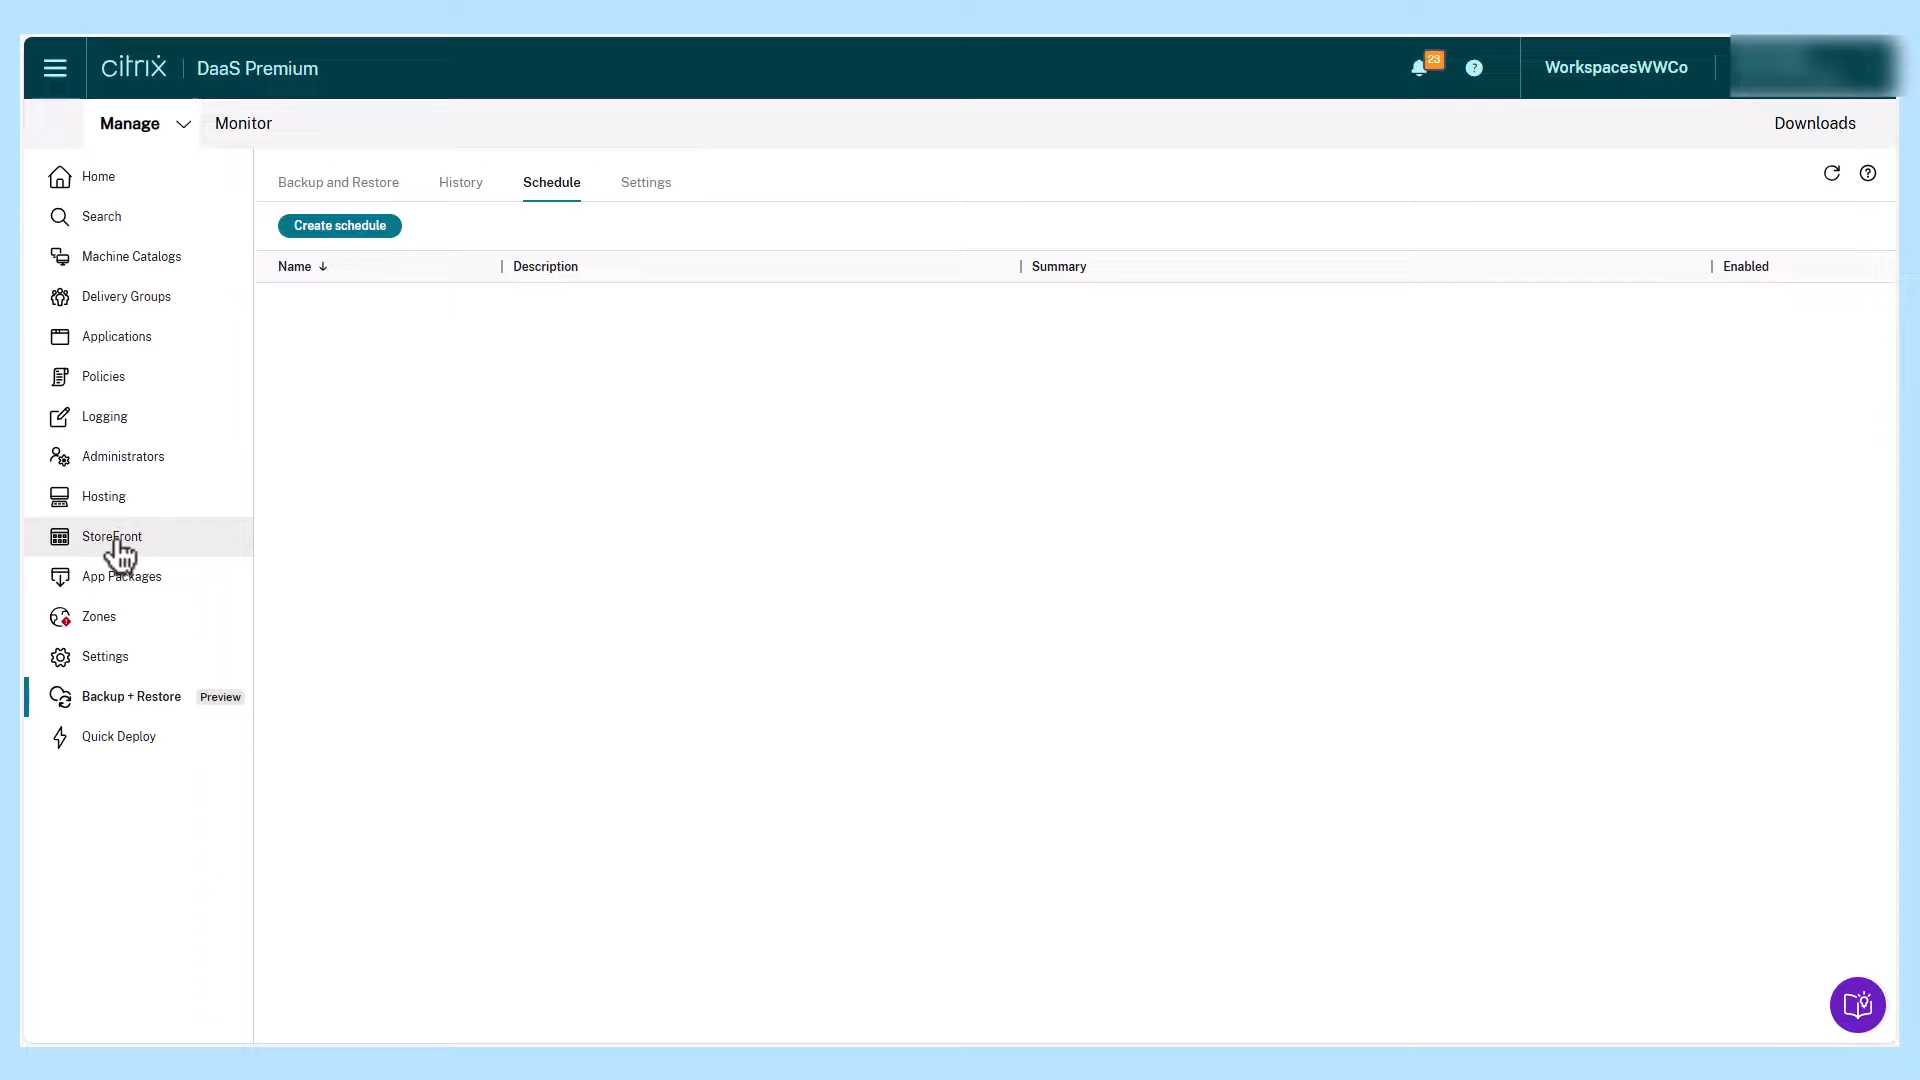 citrix
DaaS Premium
23
?
WorkspacesWWCo
Manage
Monitor
Downloads
Home
Search
Machine Catalogs
Delivery Groups
Applications
Policies
Logging
Administrators
Hosting
StoreFront
App Packages
Zones
Settings
Backup + Restore
Preview
Quick Deploy
Backup and Restore
History
Schedule
Settings
Create schedule
Name
Description
Summary
Enabled